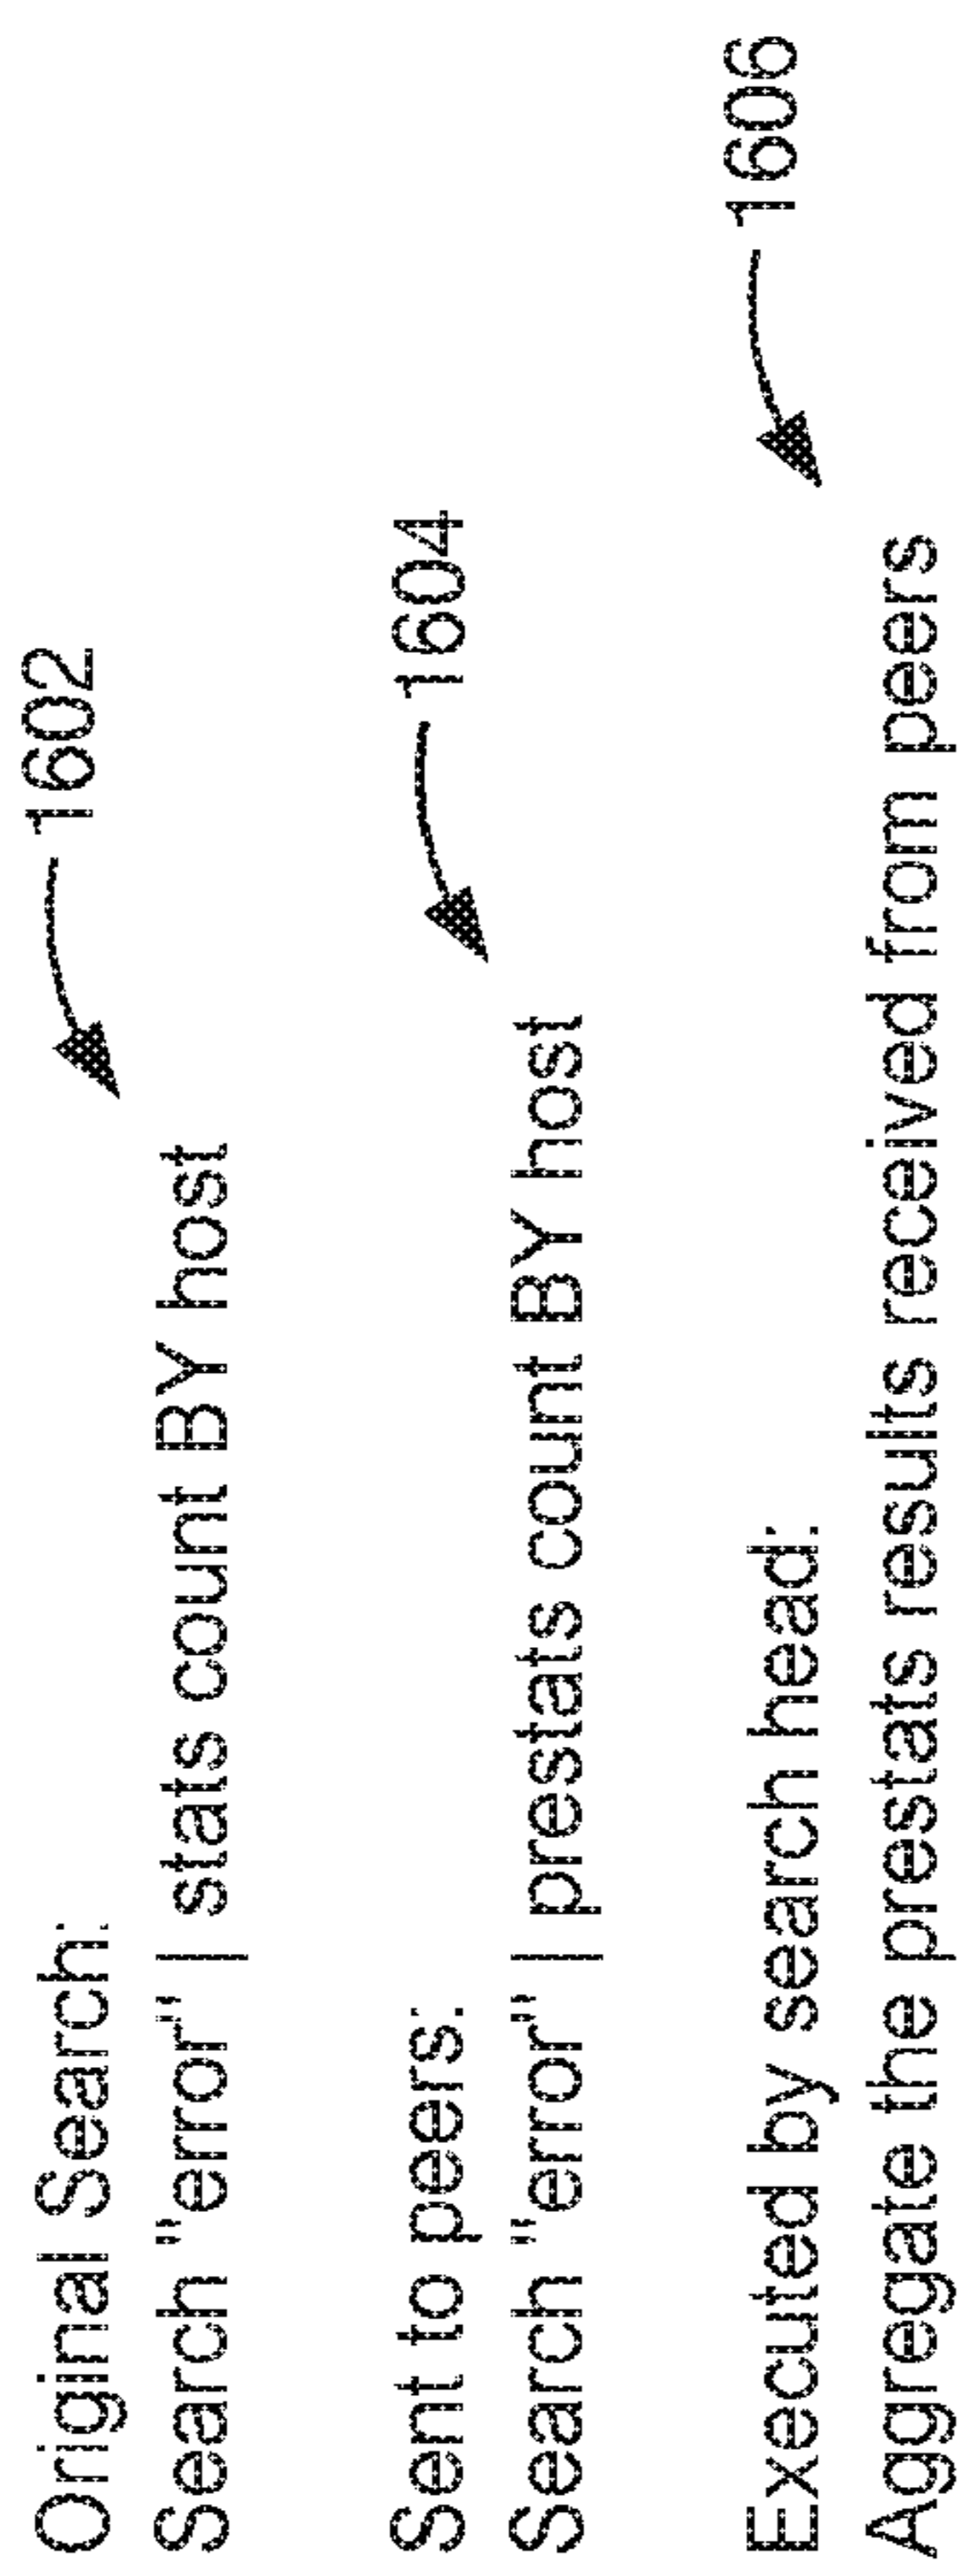 Original Search: 1602
Search "error" | stats count BY host
Sent to peers: 1604
Search "error" | prestats count BY host
Executed by search head: 1606
Aggregate the prestats results received from peers